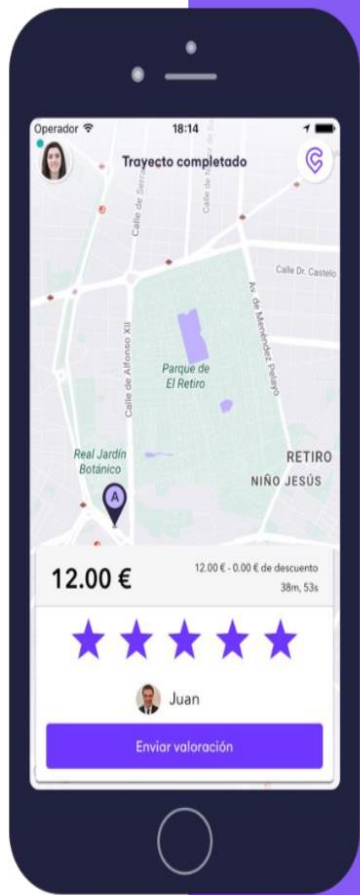 Operador 18:14
Trayecto completado
Calle de Serrano
Calle de
Calle Dr. Castelo
Av. de Menéndez Pelayo
Calle de Alfonso XII
Parque de
El Retiro
Real Jardín
Botánico
RETIRO
NIÑO JESÚS
A
12.00 €
12.00 € - 0.00 € de descuento
38m, 53s
Juan
Enviar valoración